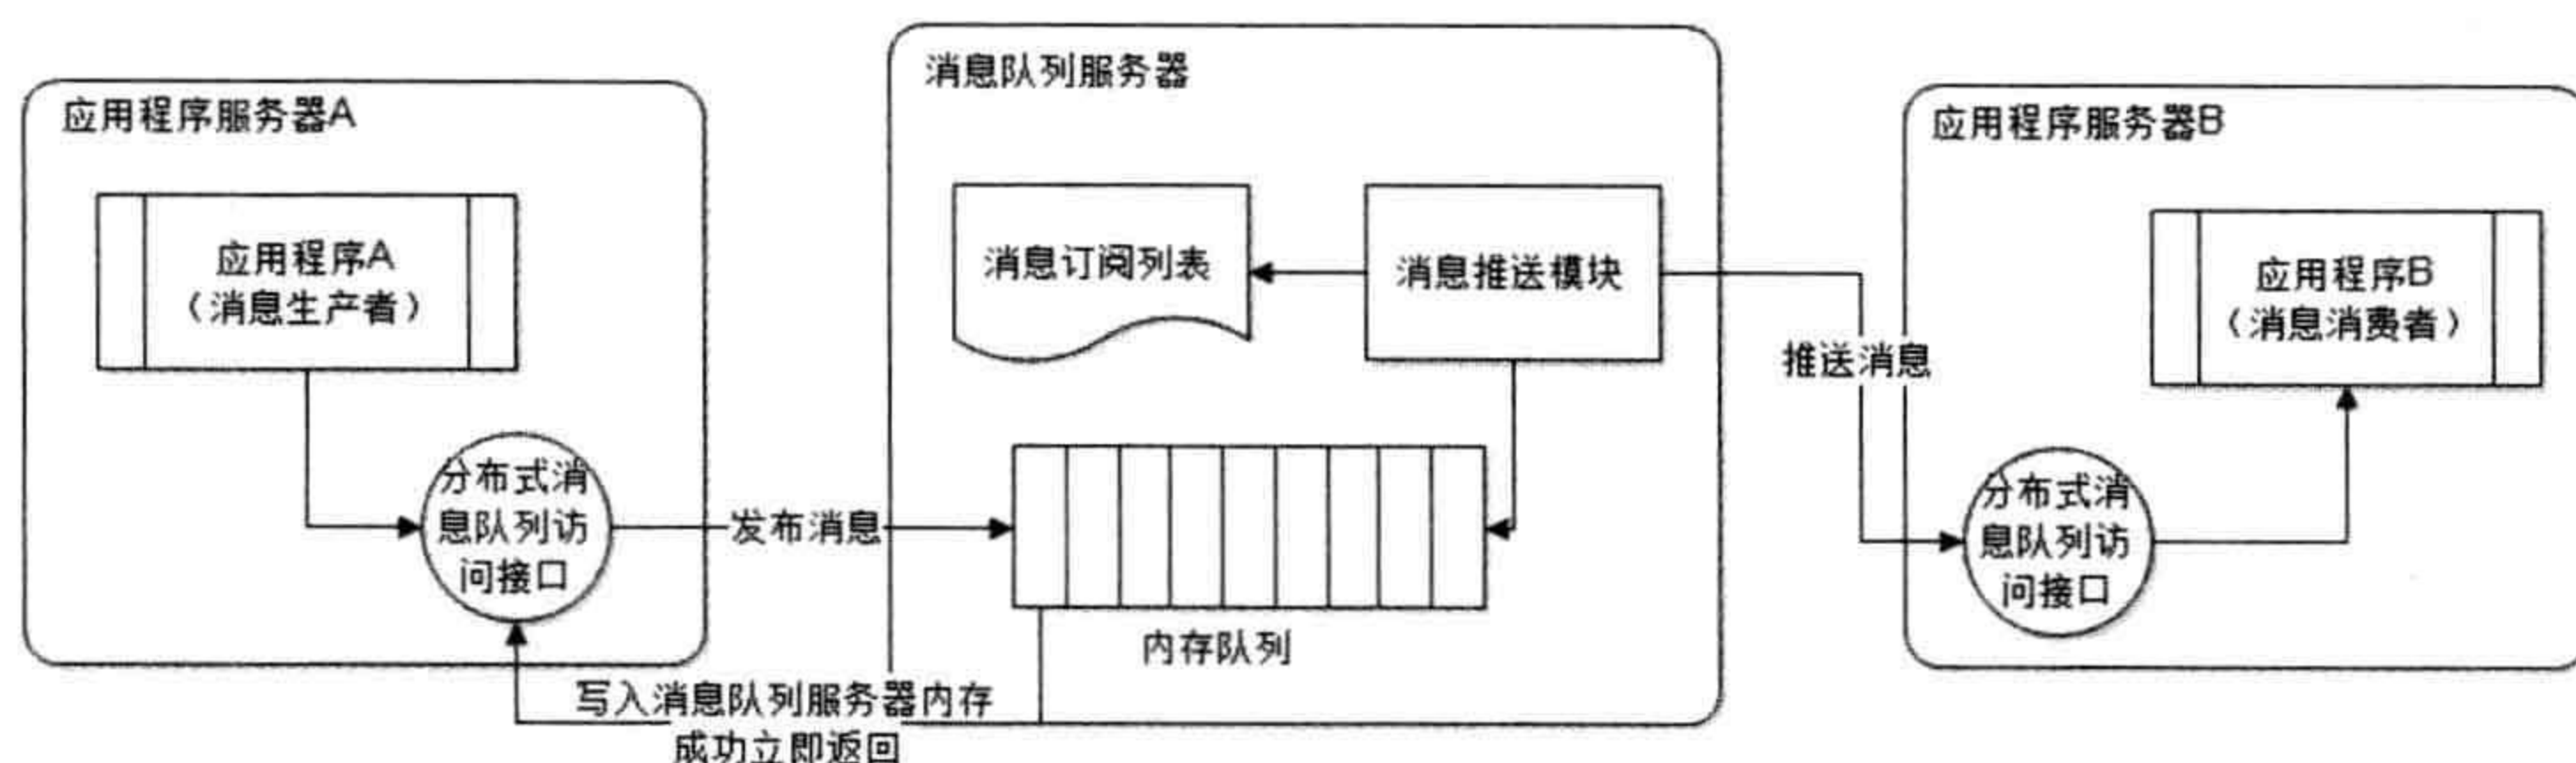 应用程序服务器A
应用程序A
（消息生产者）
分布式消
息队列访
问接口
发布消息
写入消息队列服务器内存
成功立即返回
消息队列服务器
消息订阅列表
消息推送模块
内存队列
推送消息
应用程序服务器B
应用程序B
（消息消费者）
分布式消
息队列访
问接口